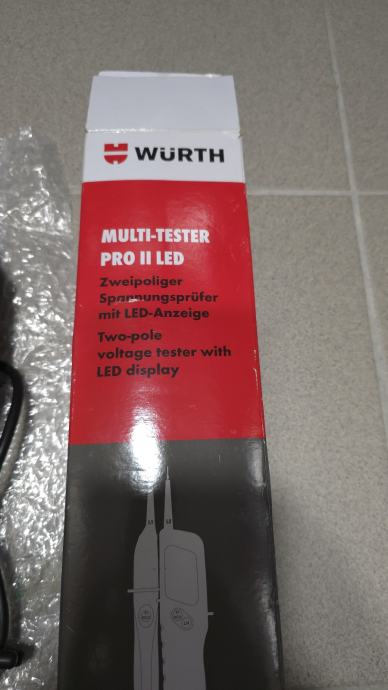 WÜRTH
MULTI-TESTER
PRO II LED
Zweipoliger
Spannungsprüfer
mit LED-Anzeige
Two-pole
voltage tester with
LED display